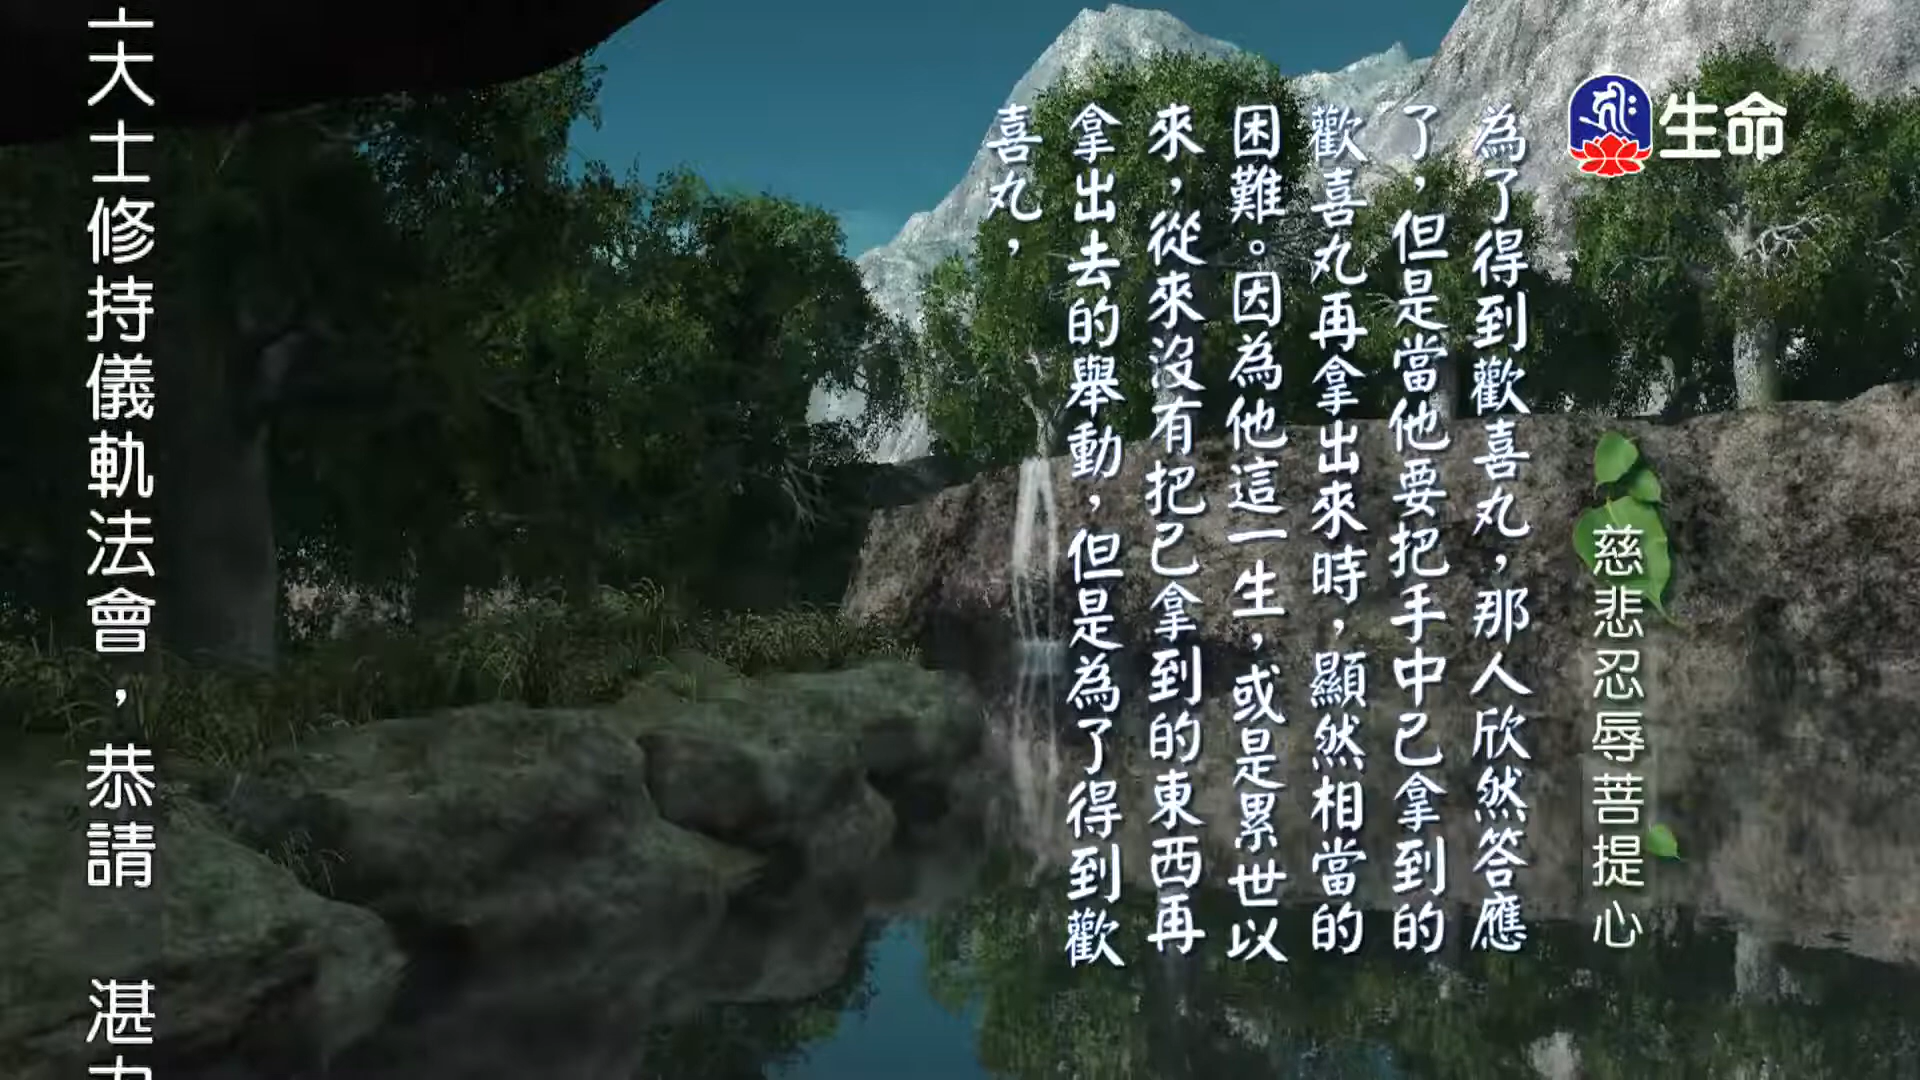 生命
慈悲忍辱菩提心
為了得到歡喜丸，那人欣然答應
了，但是當他要把手中已拿到的
歡喜丸再拿出來時，顯然相當的
困難。因為他這一生，或是累世以
來，從來沒有把已拿到的東西再
拿出去的舉動，但是為了得到歡
喜丸，
大士修持儀軌法會，恭請　湛